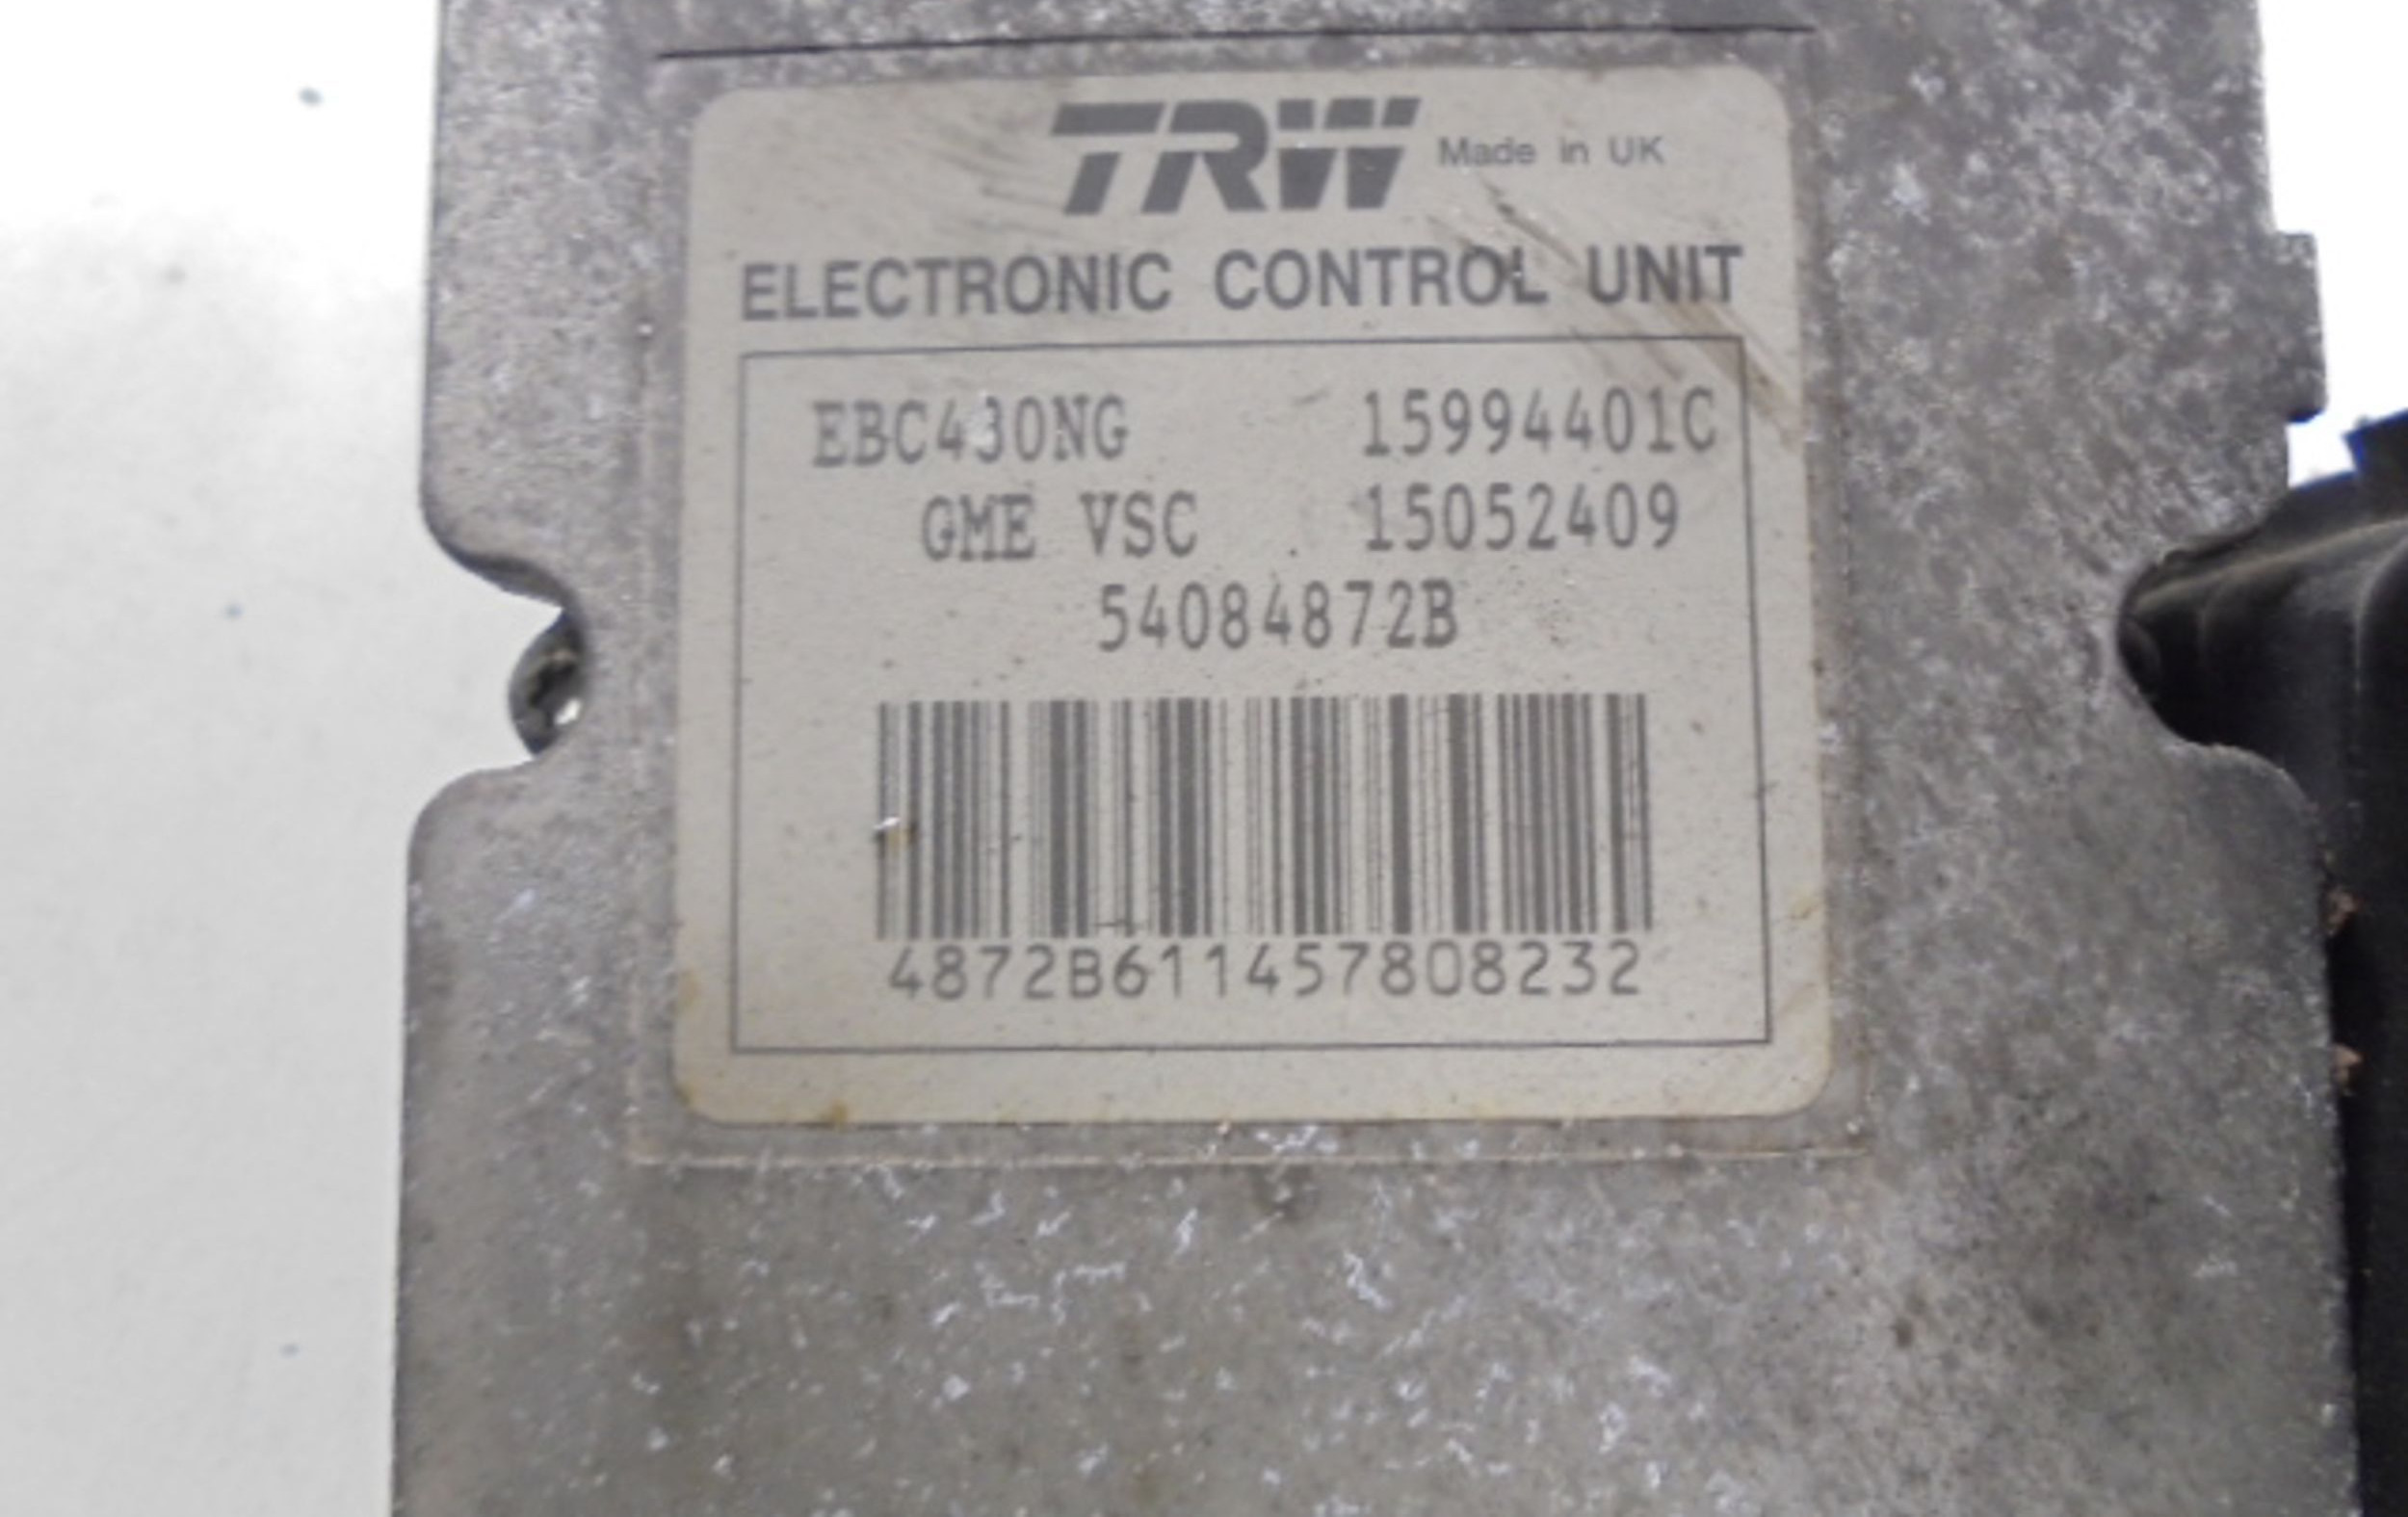 TRW Made in UK
ELECTRONIC CONTROL UNIT
EBC430NG 15994401C
GME VSC 15052409
54084872B
4872B611457808232